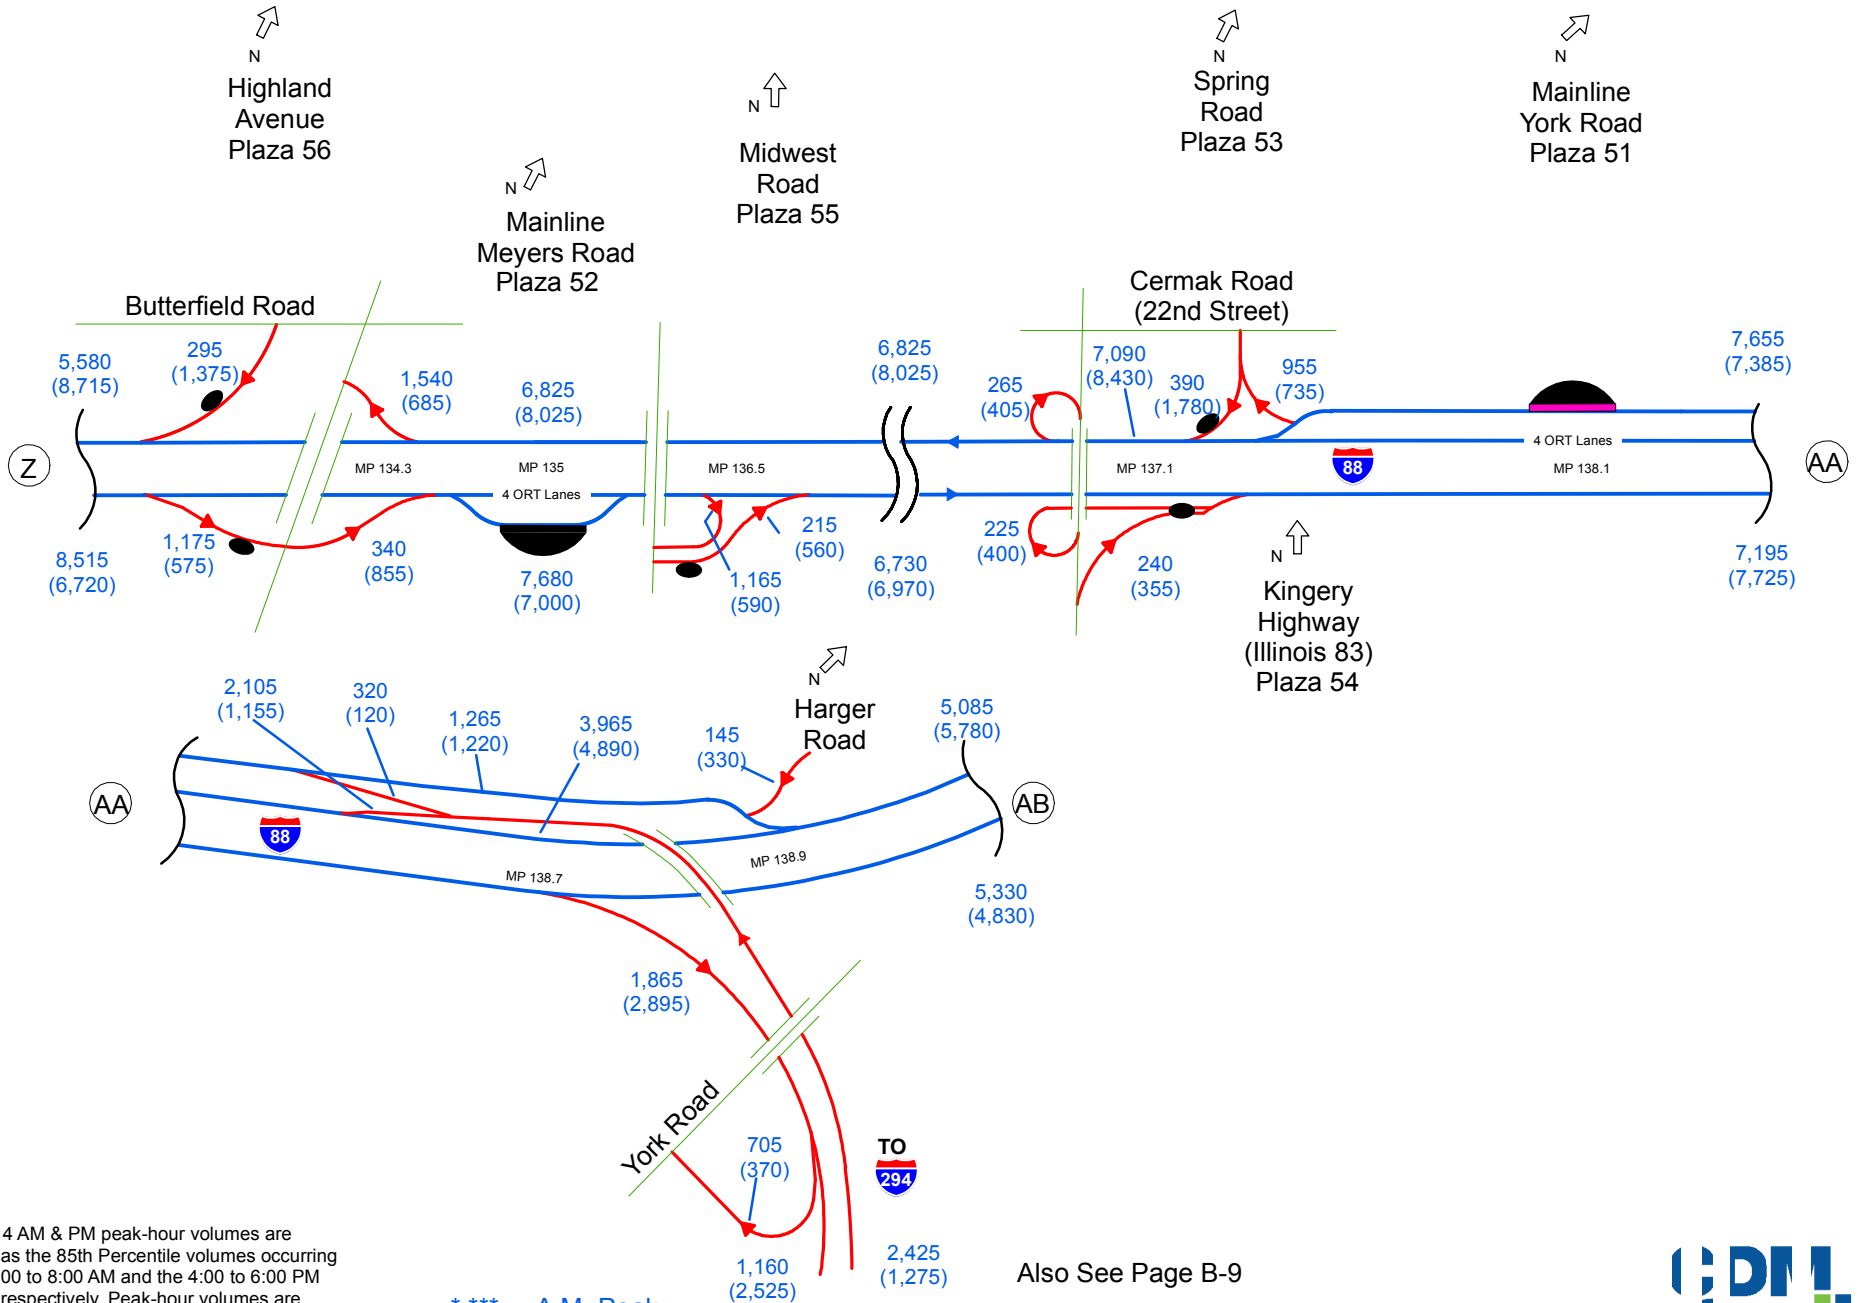 N
Highland
Avenue
Plaza 56
N
Mainline
Meyers Road
Plaza 52
N
Midwest
Road
Plaza 55
N
Spring
Road
Plaza 53
N
Mainline
York Road
Plaza 51
Butterfield Road
Cermak Road
(22nd Street)
5,580
(8,715)
295
(1,375)
1,540
(685)
6,825
(8,025)
6,825
(8,025)
265
(405)
7,090
(8,430)
390
(1,780)
955
(735)
7,655
(7,385)
Z
MP 134.3
MP 135
4 ORT Lanes
MP 136.5
MP 137.1
88
4 ORT Lanes
MP 138.1
AA
8,515
(6,720)
1,175
(575)
340
(855)
7,680
(7,000)
1,165
(590)
215
(560)
6,730
(6,970)
225
(400)
240
(355)
N
Kingery
Highway
(Illinois 83)
Plaza 54
7,195
(7,725)
2,105
(1,155)
320
(120)
1,265
(1,220)
3,965
(4,890)
145
(330)
N
Harger
Road
5,085
(5,780)
AA
88
MP 138.7
MP 138.9
AB
5,330
(4,830)
1,865
(2,895)
York Road
705
(370)
TO
294
1,160
(2,525)
2,425
(1,275)
Also See Page B-9
4 AM & PM peak-hour volumes are
as the 85th Percentile volumes occurring
00 to 8:00 AM and the 4:00 to 6:00 PM
respectively. Peak-hour volumes are
*,*** A.M. Peak
CDM